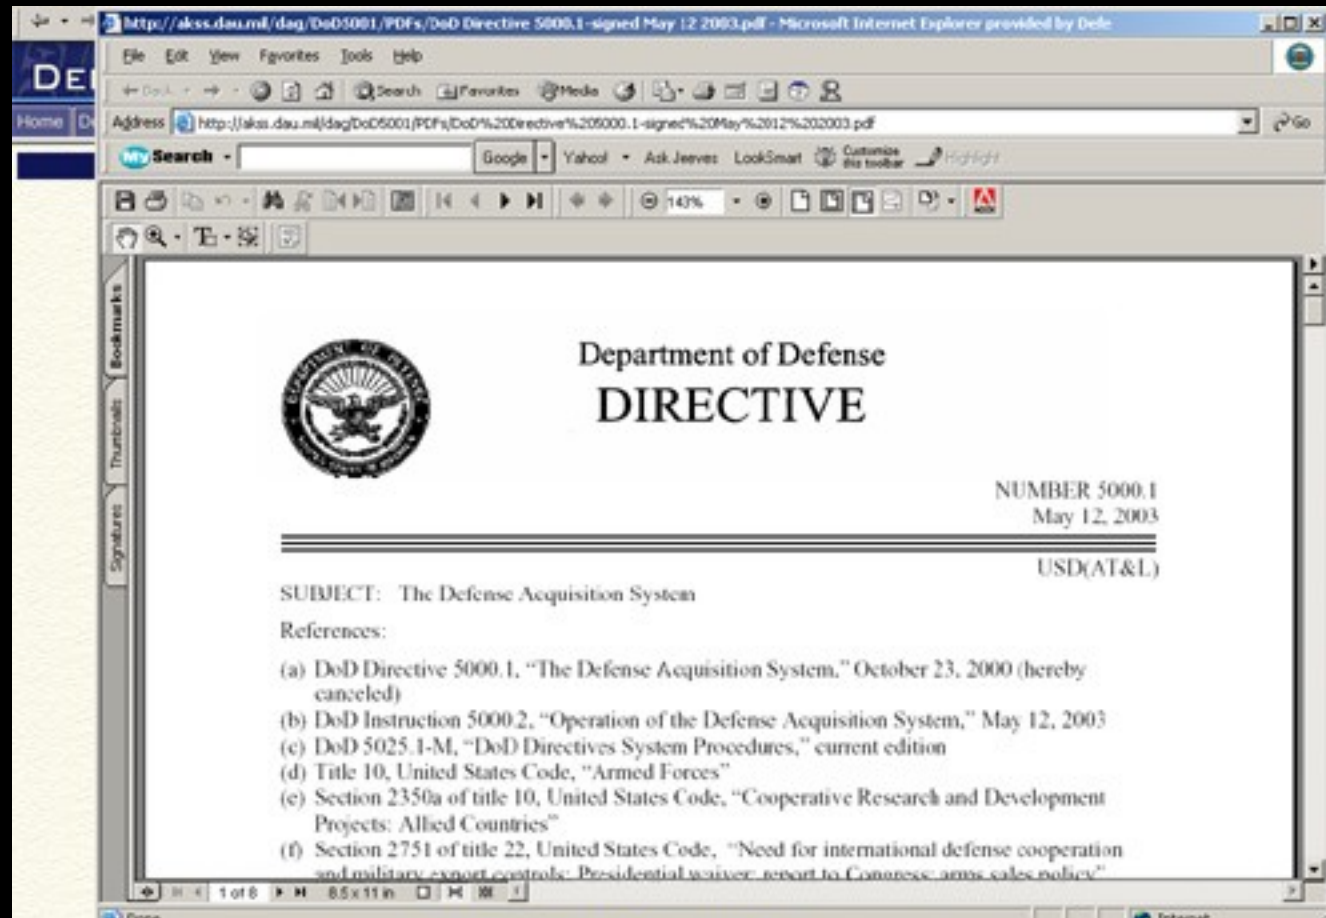 http://akss.dau.mil/dag/DoD5001/PDFs/DoD Directive 5000.1-signed May 12 2003.pdf - Microsoft Internet Explorer provided by Defe
File Edit View Favorites Tools Help
DE
Back Search Favorites Media
Home D Address http://akss.dau.mil/dag/DoD5001/PDFs/DoD%20Directive%205000.1-signed%20May%2012%202003.pdf Go
My Search Google Yahoo! Ask Jeeves LookSmart Customize this toolbar Highlight
143%
Bookmarks
Thumbnails
Signatures
Department of Defense
DIRECTIVE
NUMBER 5000.1
May 12, 2003
USD(AT&L)
SUBJECT: The Defense Acquisition System
References:
(a) DoD Directive 5000.1, “The Defense Acquisition System,” October 23, 2000 (hereby
canceled)
(b) DoD Instruction 5000.2, “Operation of the Defense Acquisition System,” May 12, 2003
(c) DoD 5025.1-M, “DoD Directives System Procedures,” current edition
(d) Title 10, United States Code, “Armed Forces”
(e) Section 2350a of title 10, United States Code, “Cooperative Research and Development
Projects: Allied Countries”
(f) Section 2751 of title 22, United States Code, “Need for international defense cooperation
and military export controls; Presidential waiver; report to Congress; arms sales policy”
1 of 8 8.5 x 11 in
Done Internet